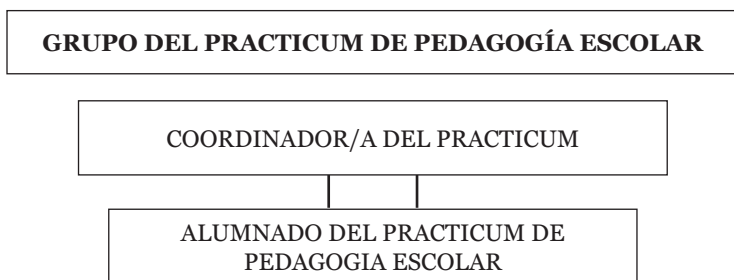 GRUPO DEL PRACTICUM DE PEDAGOGÍA ESCOLAR
COORDINADOR/A DEL PRACTICUM
ALUMNADO DEL PRACTICUM DE
PEDAGOGIA ESCOLAR